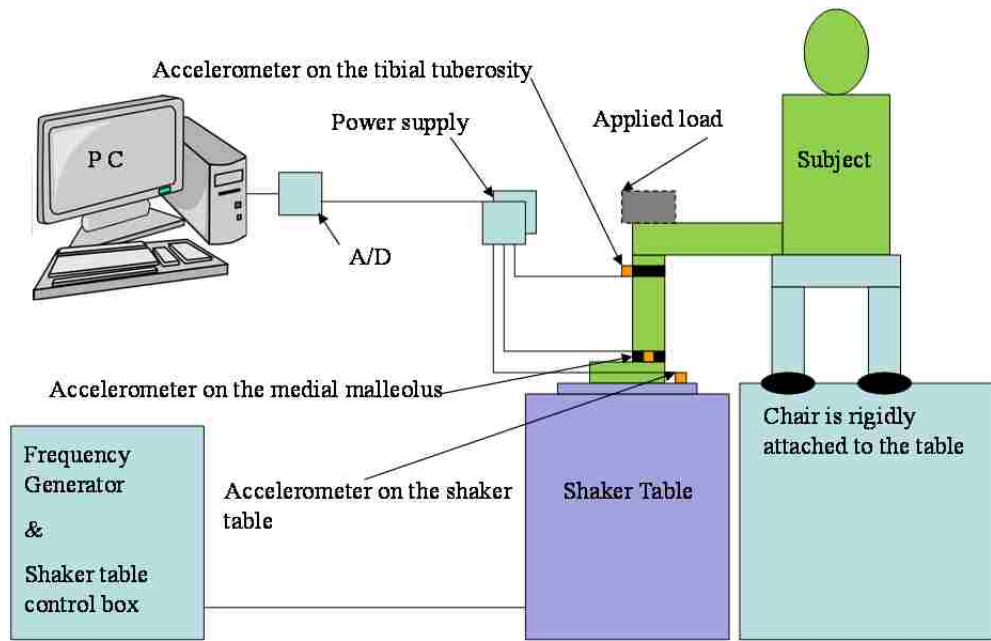 Accelerometer on the tibial tuberosity
Power supply
Applied load
P C
Subject
A/D
Accelerometer on the medial malleolus
Chair is rigidly
attached to the table
Frequency
Generator
&
Shaker table
control box
Accelerometer on the shaker
table
Shaker Table